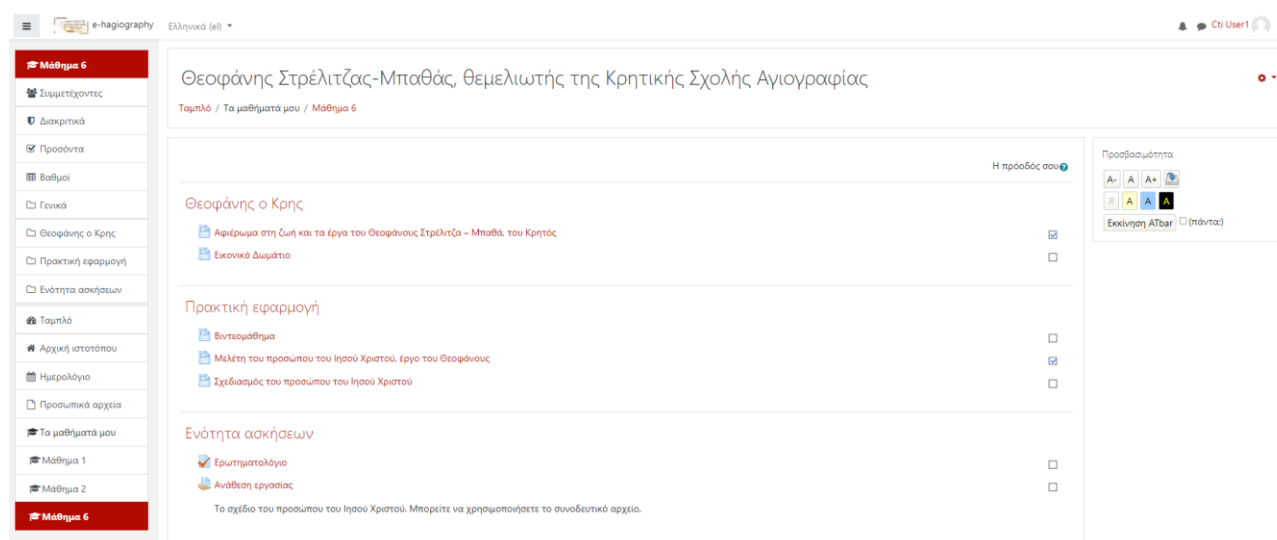 e-hagiography Ελληνικά (el)
Cti User1
Μάθημα 6
Συμμετέχοντες
Διακριτικά
Προσόντα
Βαθμοί
Γενικά
Θεοφάνης ο Κρης
Πρακτική εφαρμογή
Ενότητα ασκήσεων
Ταμπλό
Αρχική ιστοτόπου
Ημερολόγιο
Προσωπικά αρχεία
Τα μαθήματά μου
Μάθημα 1
Μάθημα 2
Μάθημα 6
Θεοφάνης Στρέλιτζας-Μπαθάς, θεμελιωτής της Κρητικής Σχολής Αγιογραφίας
Ταμπλό / Τα μαθήματά μου / Μάθημα 6
Η πρόοδός σου
Θεοφάνης ο Κρης
Αφιέρωμα στη ζωή και τα έργα του Θεοφάνους Στρέλιτζα – Μπαθά, του Κρητός
Εικονικό Δωμάτιο
Πρακτική εφαρμογή
Βιντεομάθημα
Μελέτη του προσώπου του Ιησού Χριστού, έργο του Θεοφάνους
Σχεδιασμός του προσώπου του Ιησού Χριστού
Ενότητα ασκήσεων
Ερωτηματολόγιο
Ανάθεση εργασίας
Το σχέδιο του προσώπου του Ιησού Χριστού. Μπορείτε να χρησιμοποιήσετε το συνοδευτικό αρχείο.
Προσβασιμότητα
A- A A+
R A A A
Εκκίνηση ATbar (πάντα;)